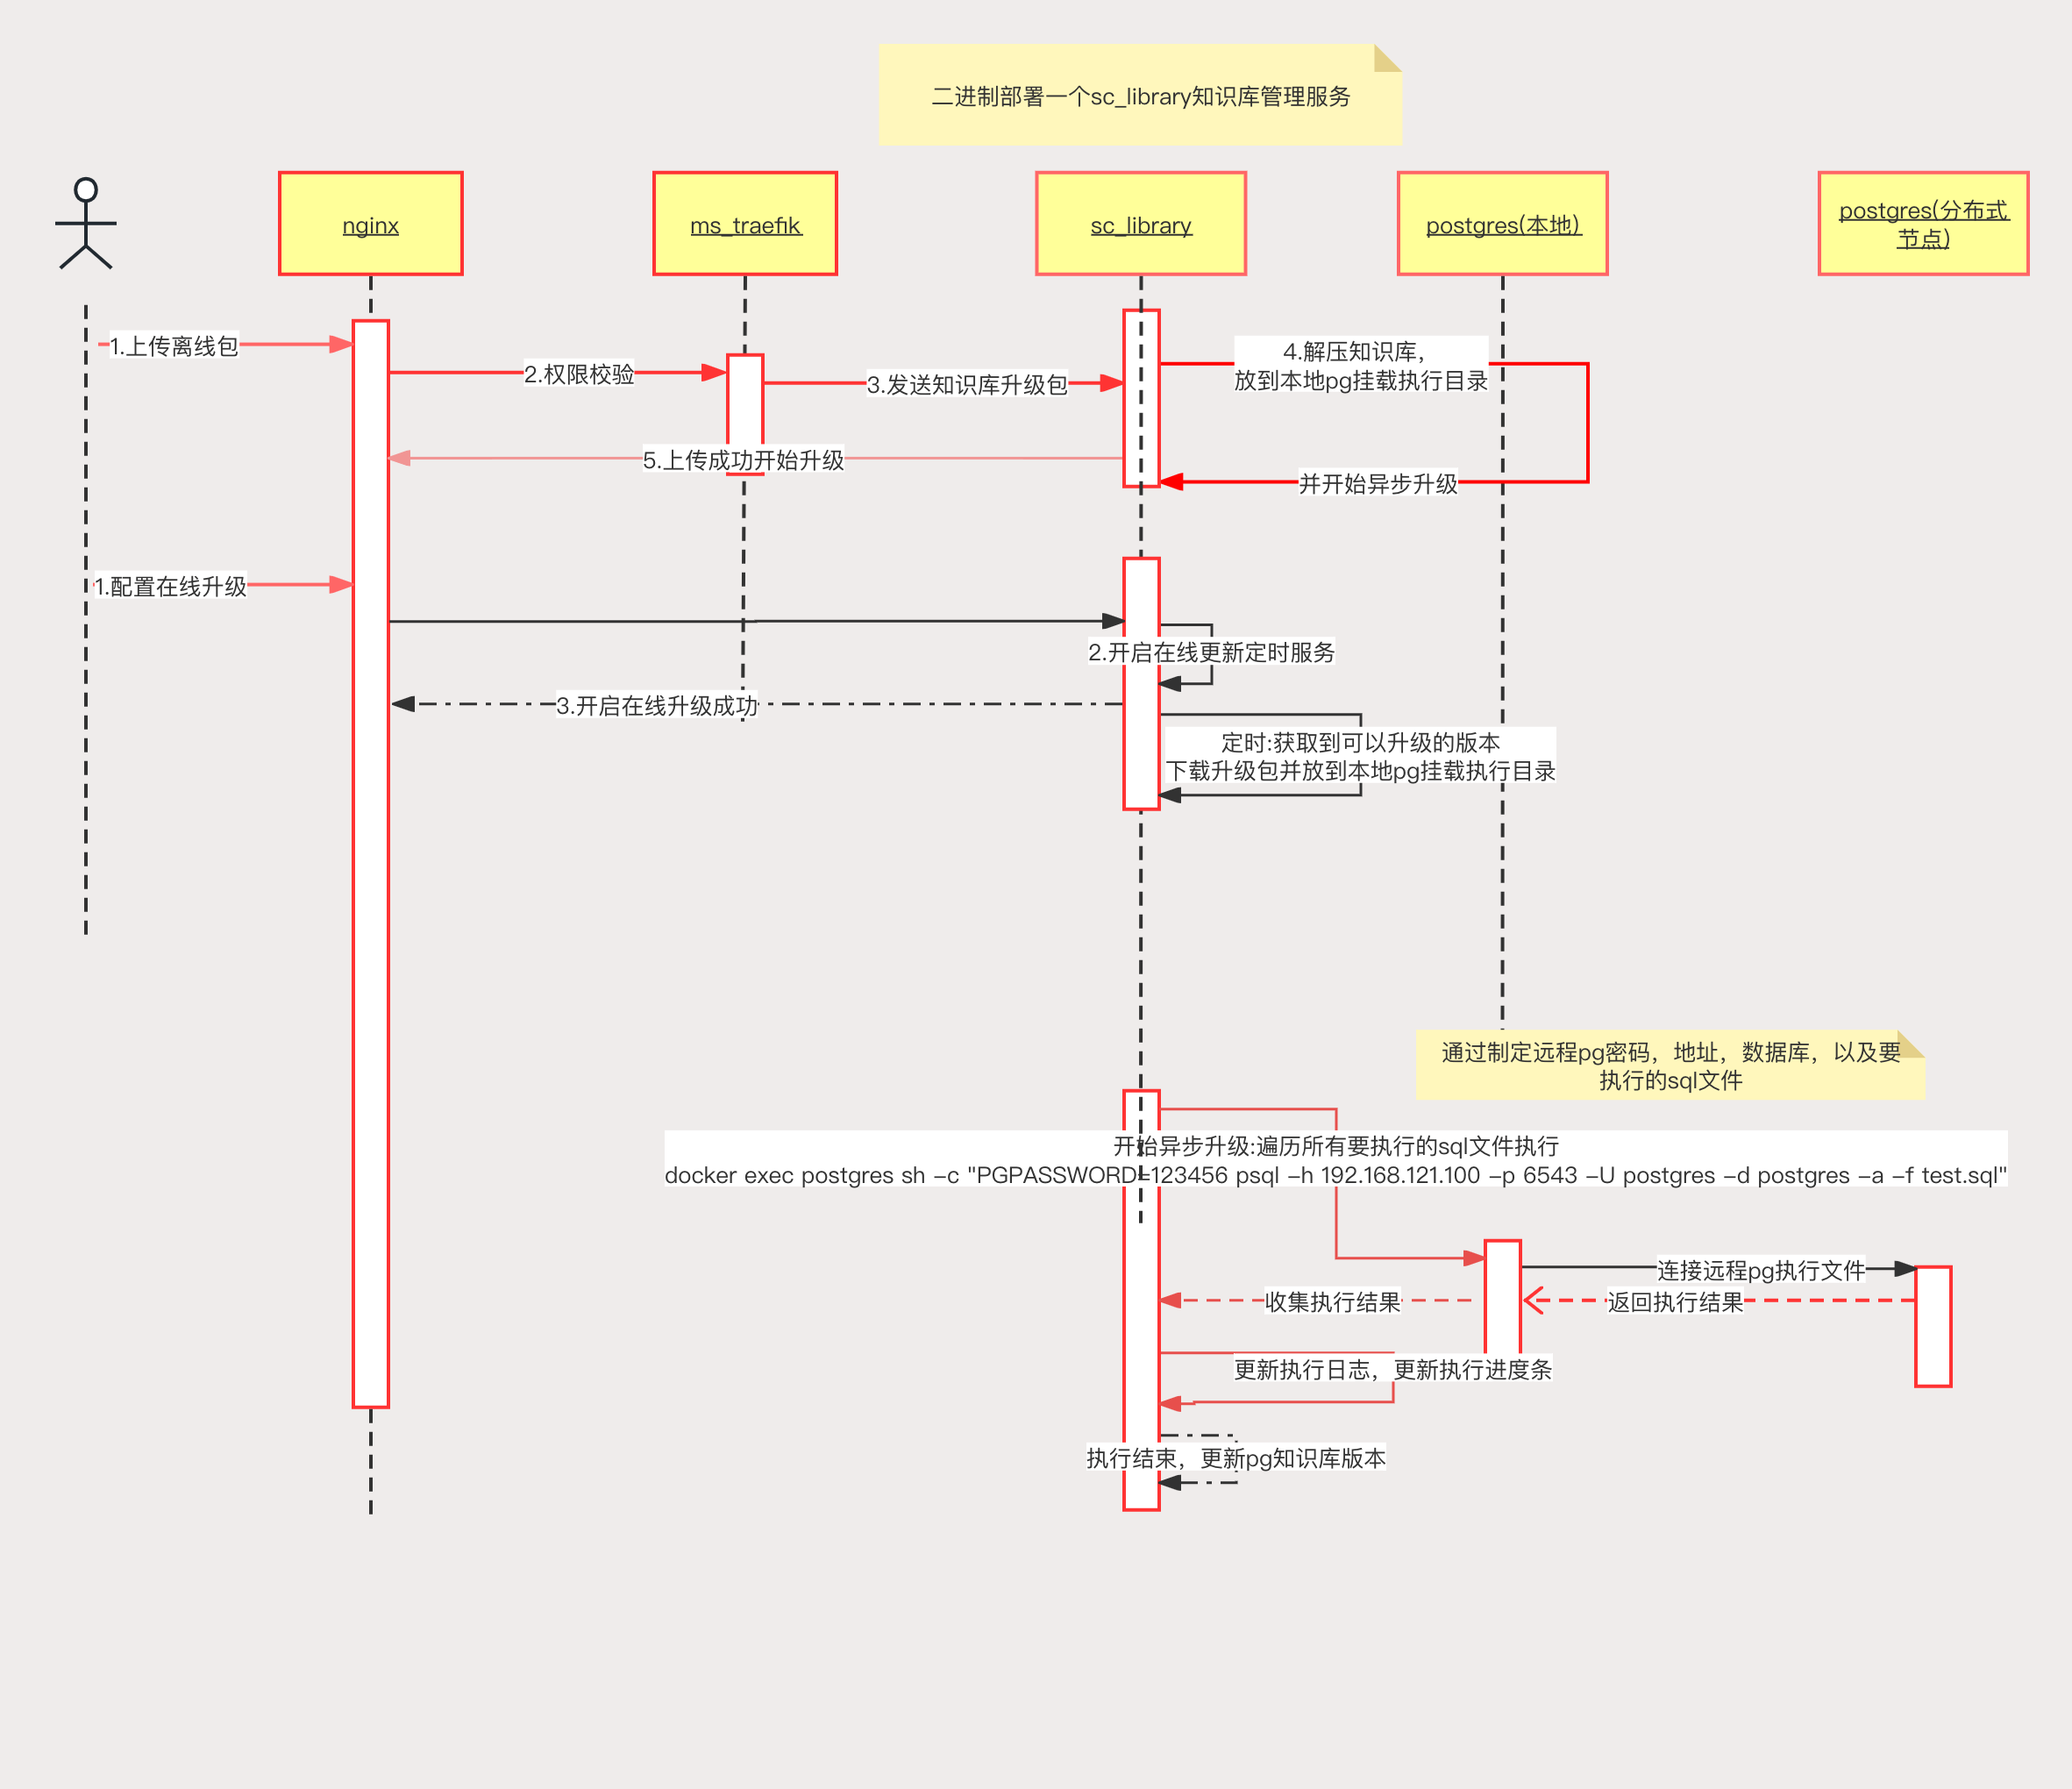 二进制部署一个sc_library知识库管理服务
nginx
ms_traefik
sc_library
postgres(本地)
postgres(分布式
节点)
1.上传离线包
2.权限校验
3.发送知识库升级包
4.解压知识库，
放到本地pg挂载执行目录
5.上传成功开始升级
并开始异步升级
1.配置在线升级
2.开启在线更新定时服务
3.开启在线升级成功
定时:获取到可以升级的版本
下载升级包并放到本地pg挂载执行目录
通过制定远程pg密码，地址，数据库，以及要
执行的sql文件
开始异步升级:遍历所有要执行的sql文件执行
docker exec postgres sh -c "PGPASSWORD=123456 psql -h 192.168.121.100 -p 6543 -U postgres -d postgres -a -f test.sql"
连接远程pg执行文件
收集执行结果
返回执行结果
更新执行日志，更新执行进度条
执行结束，更新pg知识库版本